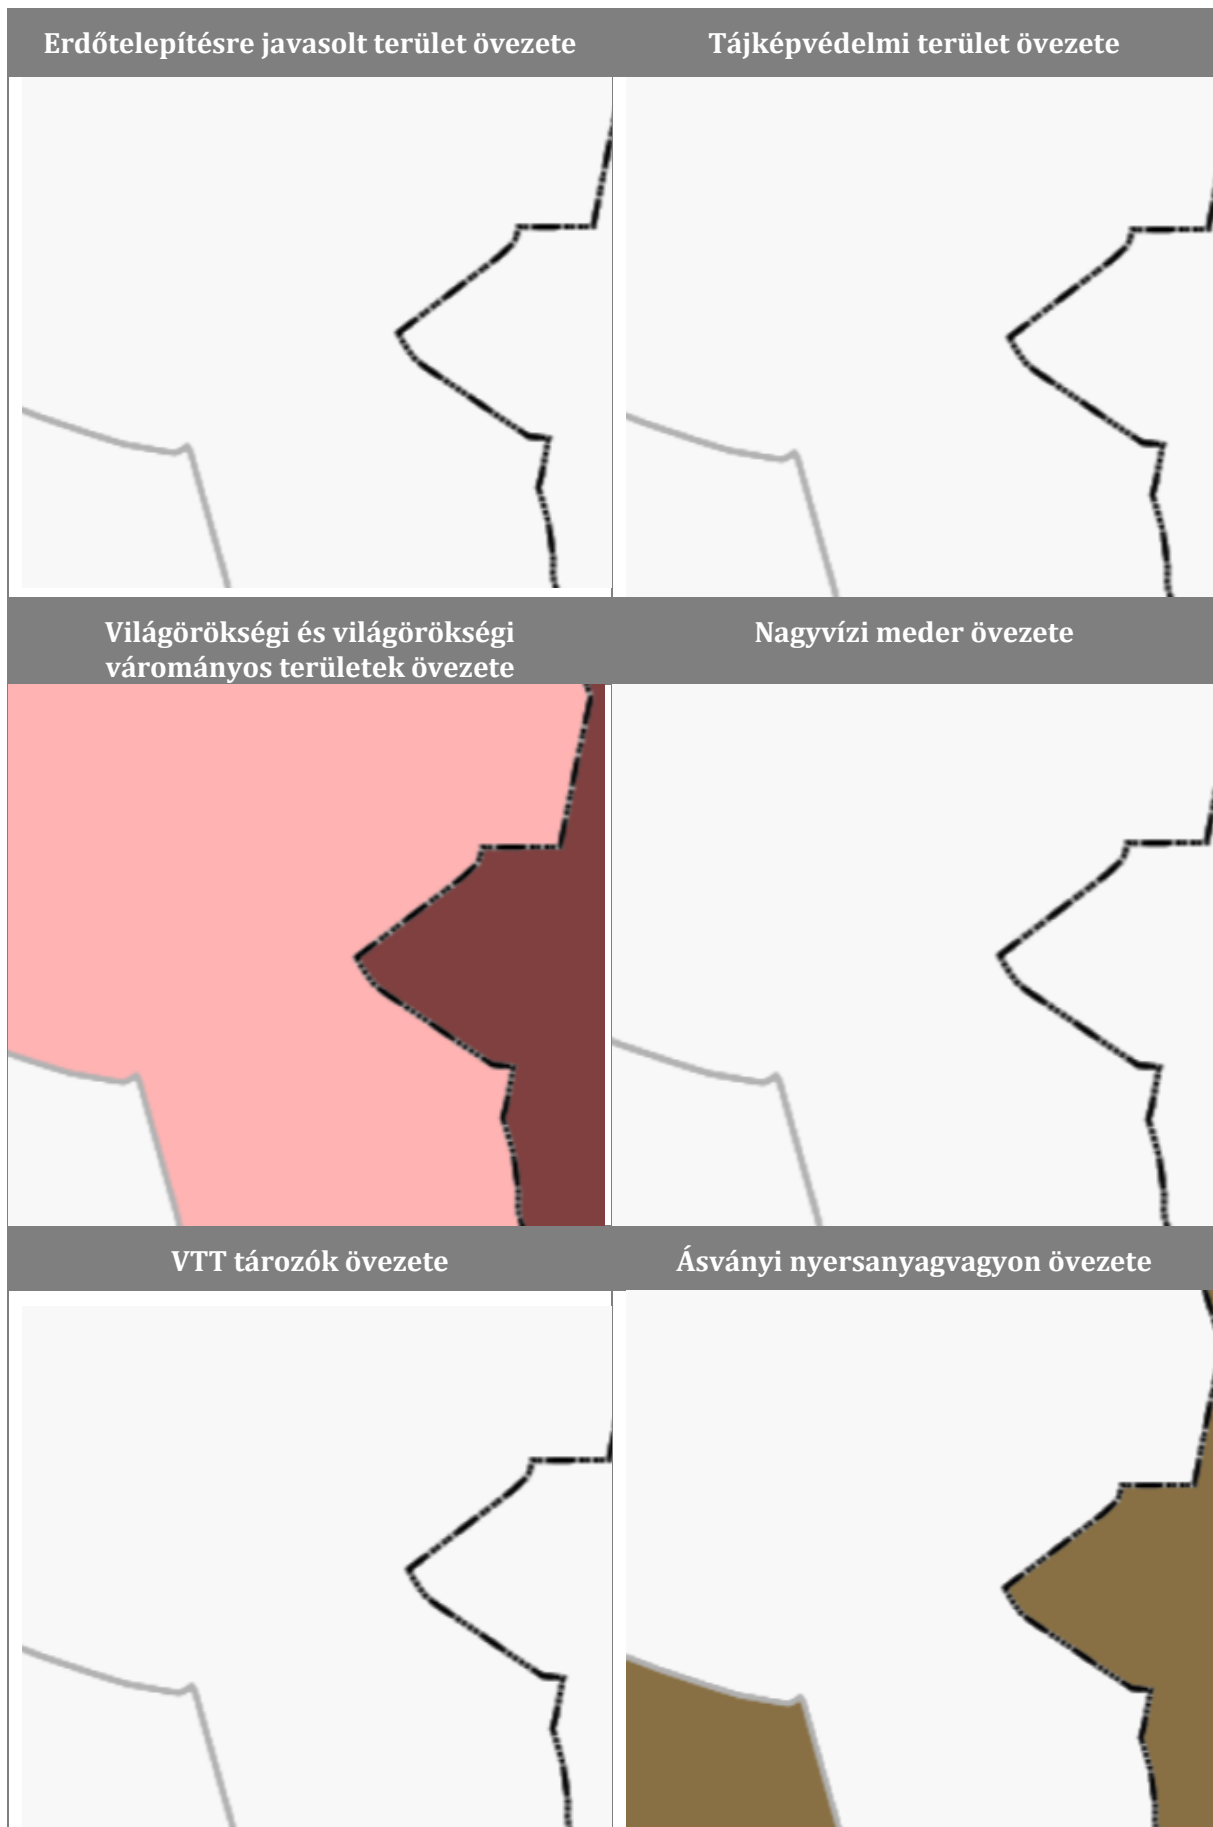 Erdőtelepítésre javasolt terület övezete
Tájképvédelmi terület övezete
Világörökségi és világörökségi
várományos területek övezete
Nagyvízi meder övezete
VTT tározók övezete
Ásványi nyersanyagvagyon övezete